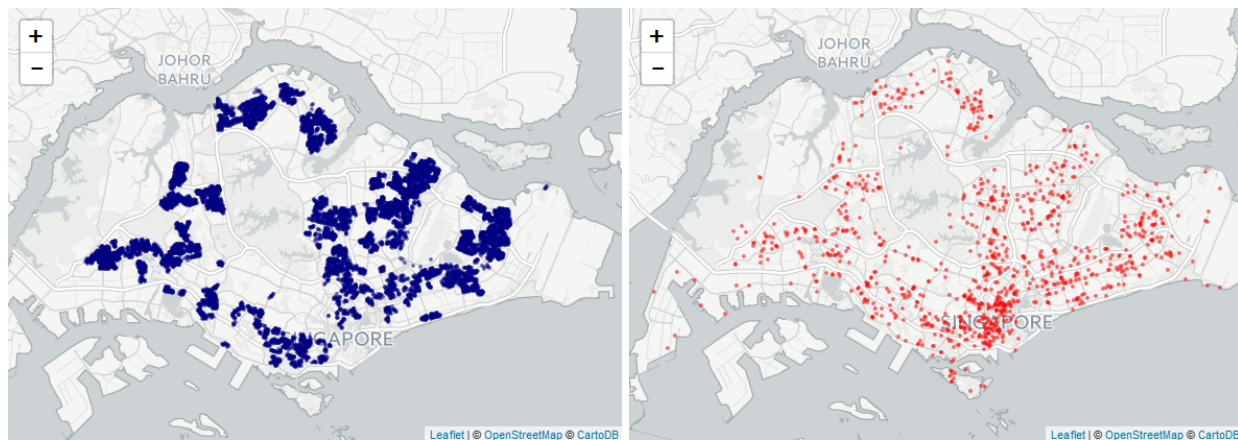 +
−
JOHOR
BAHRU
SINGAPORE
Leaflet | © OpenStreetMap © CartoDB
+
−
JOHOR
BAHRU
SINGAPORE
Leaflet | © OpenStreetMap © CartoDB